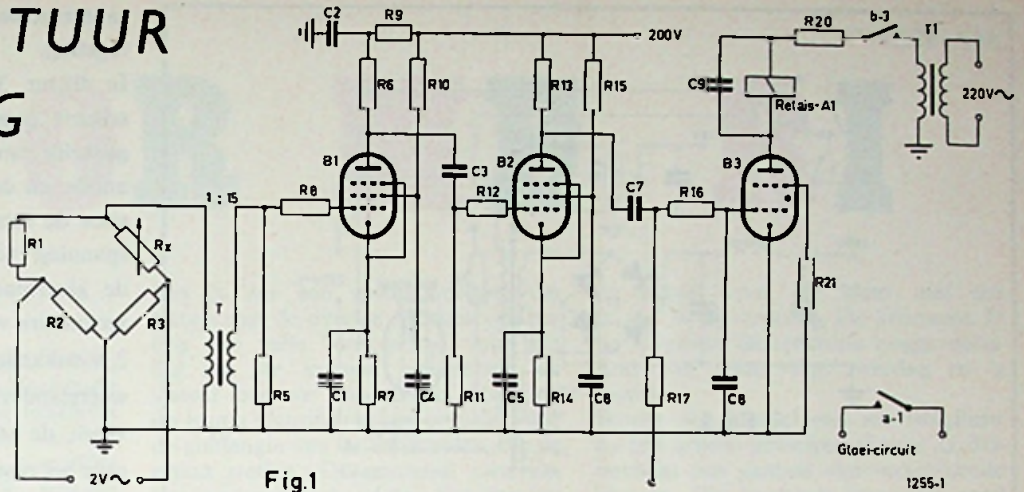 TUUR
G
C2
R9
200V
R20
b-3
T1
R6
R10
R13
R15
C9
Relais-A1
220V~
B1
B2
B3
C3
1 : 15
R8
R12
C7
R16
R1
Rx
R21
R2
R3
T
R5
C1
R7
C4
R11
C5
R14
C6
R17
C8
a-1
Gloei-circuit
2V~
Fig.1
1255-1